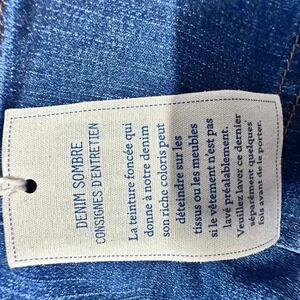 DENIM SOMBRE
CONSIGNES D'ENTRETIEN
La teinture foncée qui
donne à notre denim
son riche coloris peut
déteindre sur les
tissus ou les meubles
si le vêtement n'est pas
lavé préalablement.
Veuillez laver ce dernier
séparément quelques
fois avant de le porter.